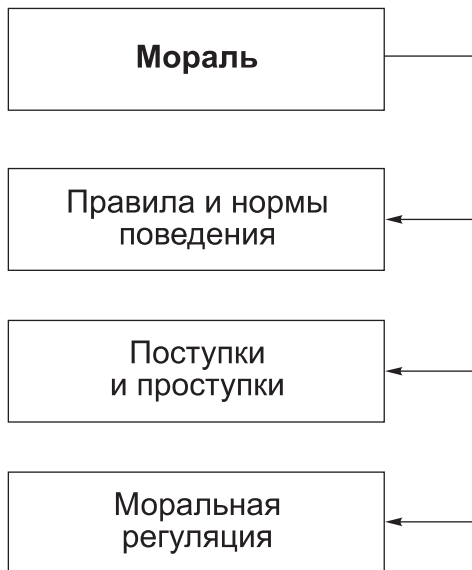 Мораль
Правила и нормы
поведения
Поступки
и проступки
Моральная
регуляция